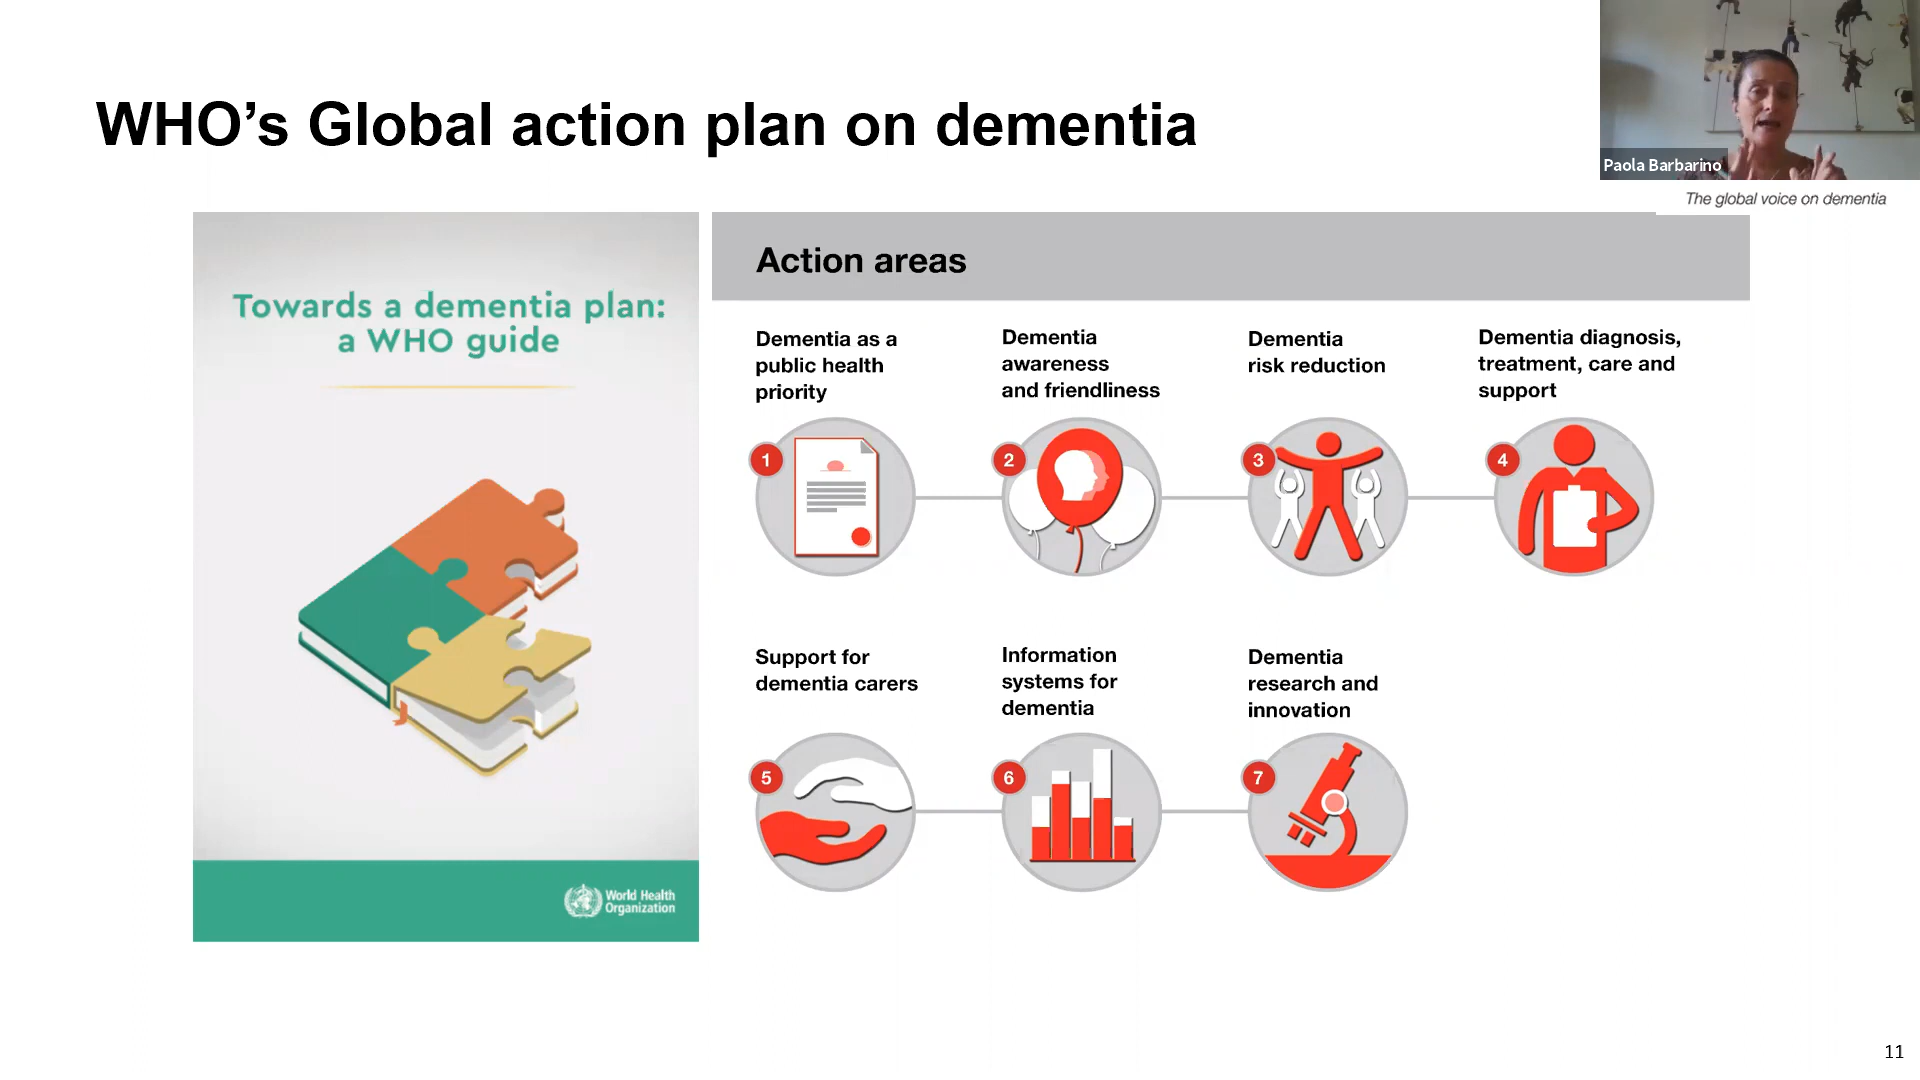 WHO’s Global action plan on dementia
Paola Barbarino
The global voice on dementia
Towards a dementia plan:
a WHO guide
World Health
Organization
Action areas
Dementia as a
public health
priority
1
Dementia
awareness
and friendliness
2
Dementia
risk reduction
3
Dementia diagnosis,
treatment, care and
support
4
Support for
dementia carers
5
Information
systems for
dementia
6
Dementia
research and
innovation
7
11